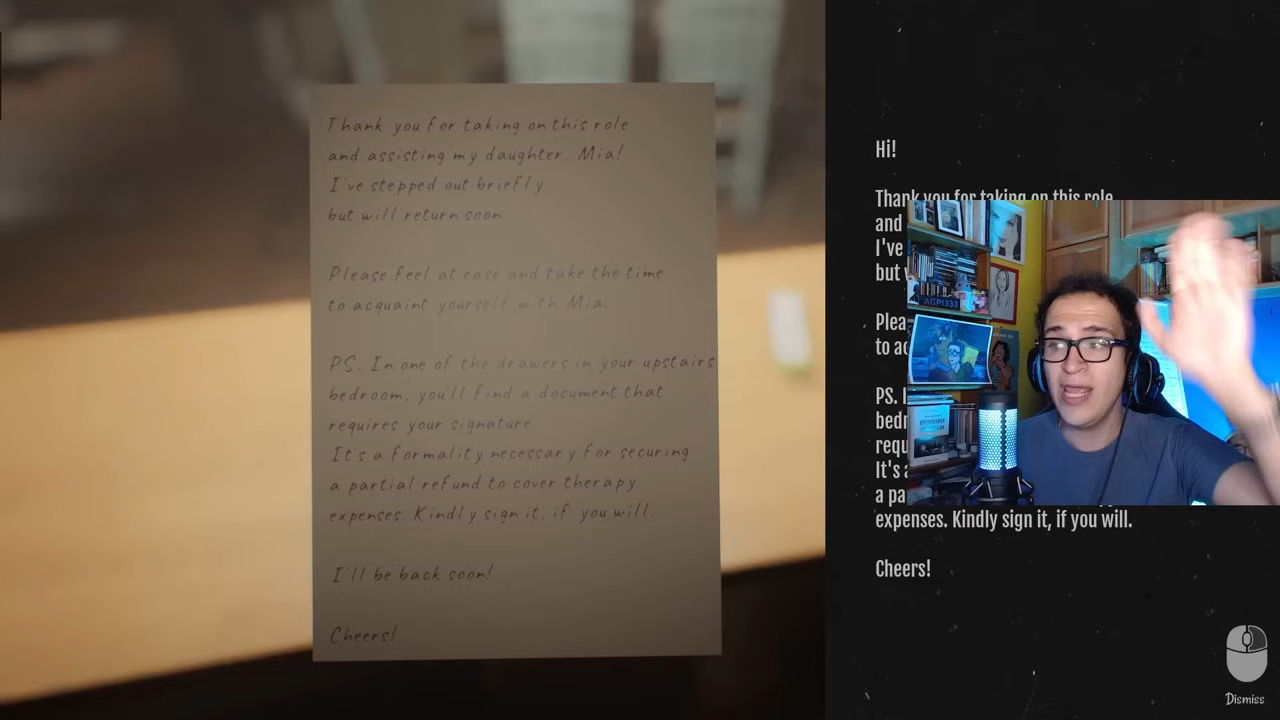 Thank you for taking on this role
and assisting my daughter, Mia!
I've stepped out briefly
but will return soon.
Please feel at ease and take the time
to acquaint yourself with Mia.
PS. In one of the drawers in your upstairs
bedroom, you'll find a document that
requires your signature.
It's a formality necessary for securing
a partial refund to cover therapy
expenses. Kindly sign it, if you will.
I'll be back soon!
Cheers!
Hi!
Thank you for taking on this role
and
I've
but
to
PS.
It's
a
expenses. Kindly sign it, if you will.
Cheers!
AGPI333
Dismiss